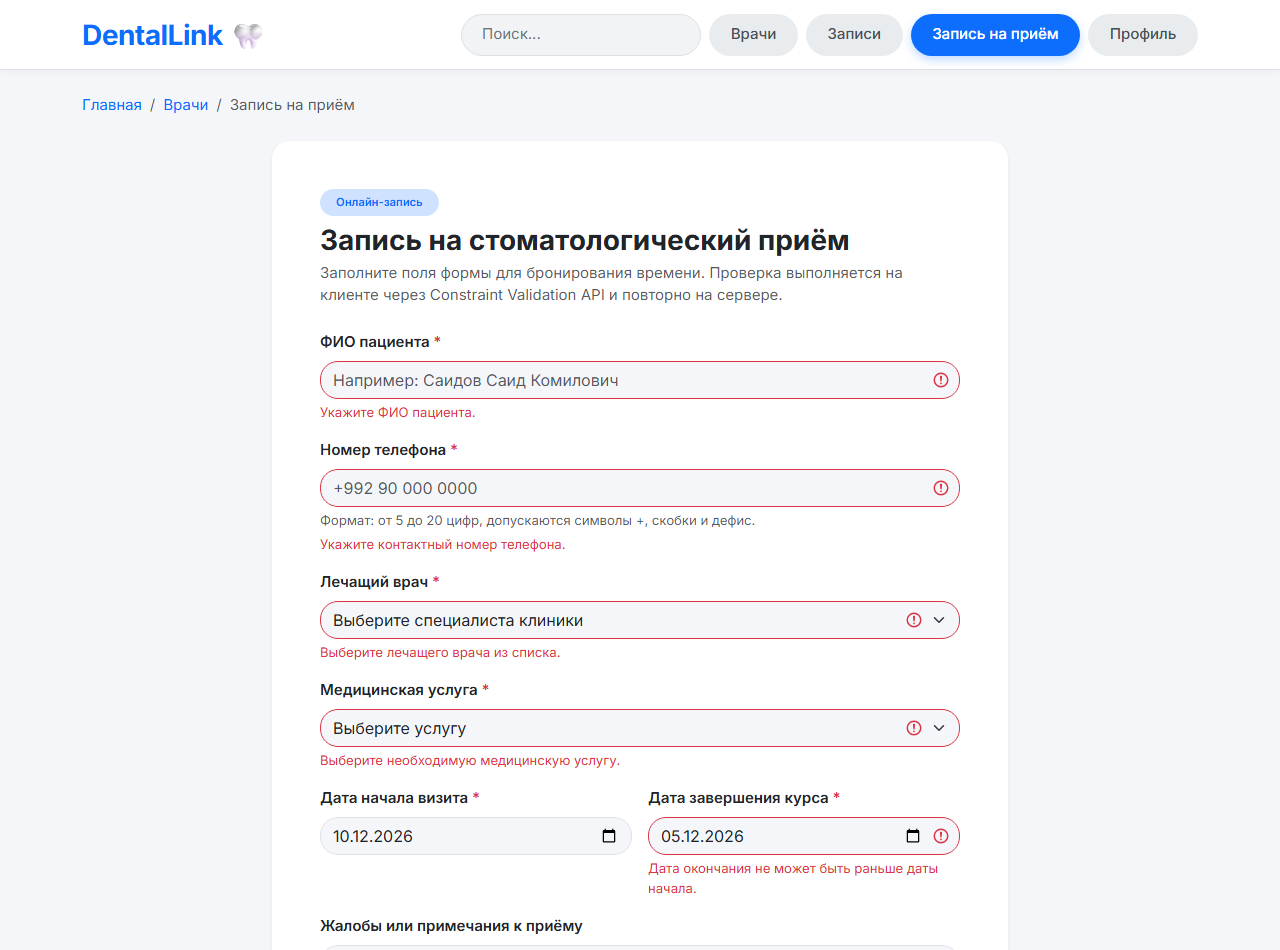 DentalLink
Поиск...
Врачи
Записи
Запись на приём
Профиль
Главная / Врачи / Запись на приём
Онлайн-запись
Запись на стоматологический приём
Заполните поля формы для бронирования времени. Проверка выполняется на
клиенте через Constraint Validation API и повторно на сервере.
ФИО пациента *
Например: Саидов Саид Комилович
Укажите ФИО пациента.
Номер телефона *
+992 90 000 0000
Формат: от 5 до 20 цифр, допускаются символы +, скобки и дефис.
Укажите контактный номер телефона.
Лечащий врач *
Выберите специалиста клиники
Выберите лечащего врача из списка.
Медицинская услуга *
Выберите услугу
Выберите необходимую медицинскую услугу.
Дата начала визита *
10.12.2026
Дата завершения курса *
05.12.2026
Дата окончания не может быть раньше даты
начала.
Жалобы или примечания к приёму